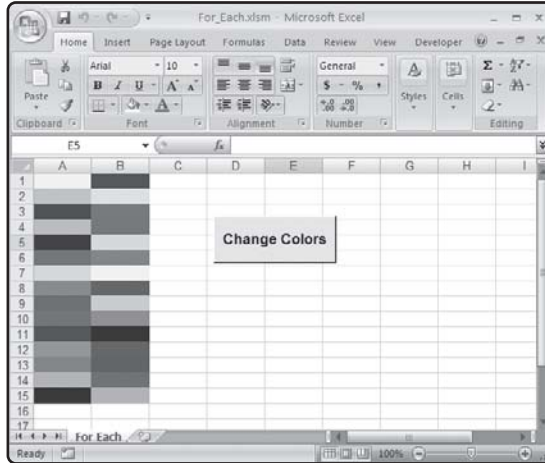 For_Each.xlsm - Microsoft Excel
Home Insert Page Layout Formulas Data Review View Developer
Arial 10 General
Paste B I U A $ - % , Styles Cells Σ
Clipboard Font Alignment Number Editing
E5 fx
A B C D E F G H I
1
2
3
4
5
6
7
8
9
10
11
12
13
14
15
16
17
Change Colors
For Each
Ready 100%